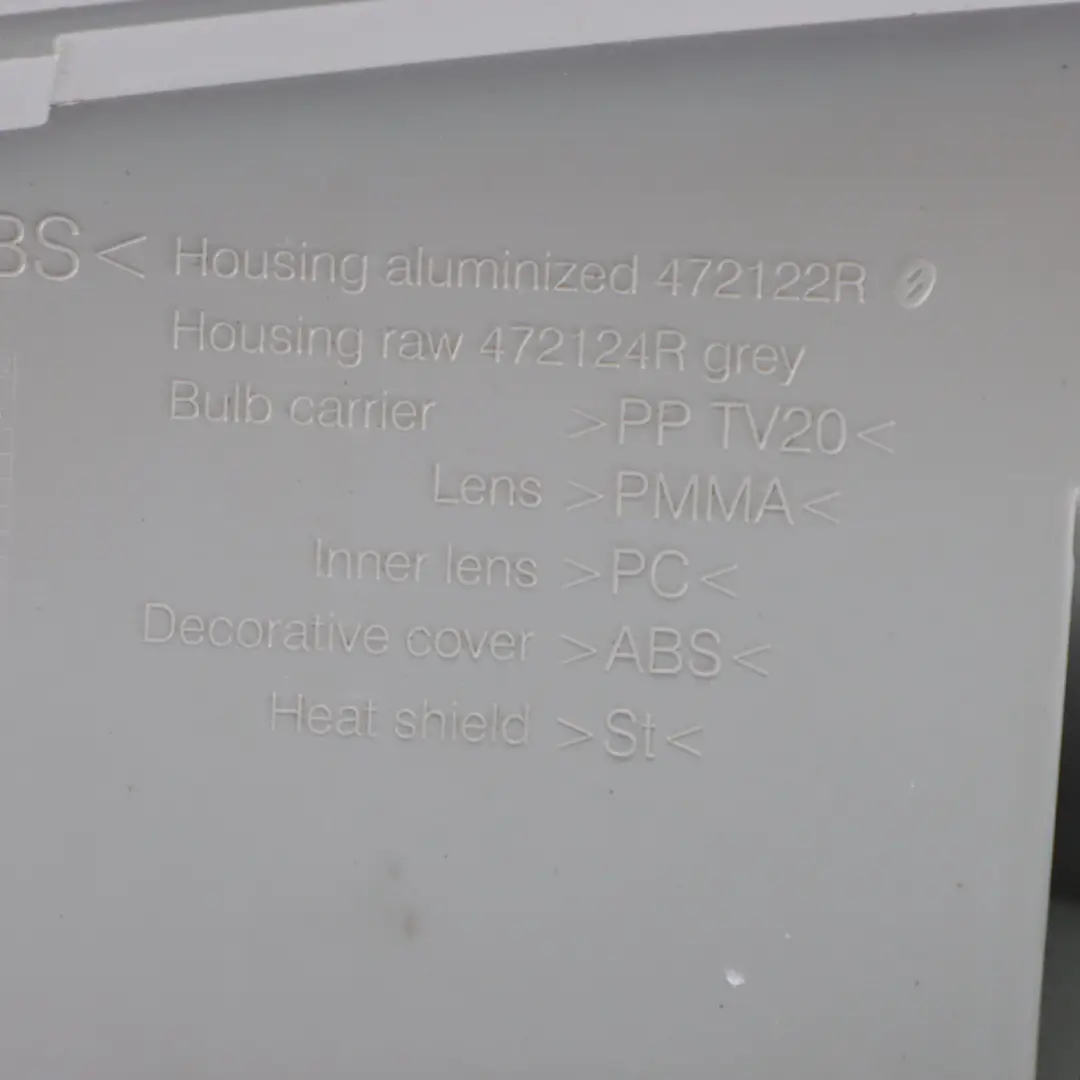 BS< Housing aluminized 472122R
Housing raw 472124R grey
Bulb carrier >PP TV20<
Lens >PMMA<
Inner lens >PC<
Decorative cover >ABS<
Heat shield >St<